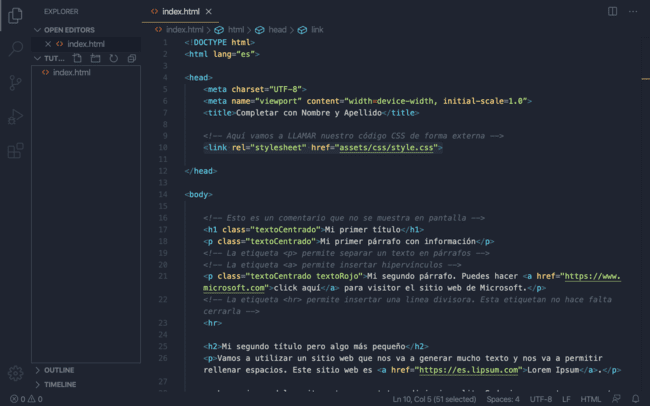 EXPLORER
OPEN EDITORS
index.html
TUT...
index.html
OUTLINE
TIMELINE
index.html
index.html > html > head > link
1 <!DOCTYPE html>
2 <html lang="es">
3
4 <head>
5 <meta charset="UTF-8">
6 <meta name="viewport" content="width=device-width, initial-scale=1.0">
7 <title>Completar con Nombre y Apellido</title>
8
9 <!-- Aquí vamos a LLAMAR nuestro código CSS de forma externa -->
10 <link rel="stylesheet" href="assets/css/style.css">
11
12 </head>
13
14 <body>
15
16 <!-- Esto es un comentario que no se muestra en pantalla -->
17 <h1 class="textoCentrado">Mi primer título</h1>
18 <p class="textoCentrado">Mi primer párrafo con información</p>
19 <!-- La etiqueta <p> permite separar un texto en párrafos -->
20 <!-- La etiqueta <a> permite insertar hipervínculos -->
21 <p class="textoCentrado textoRojo">Mi segundo párrafo. Puedes hacer <a href="https://www.
microsoft.com">click aquí</a> para visitor el sitio web de Microsoft.</p>
22 <!-- La etiqueta <hr> permite insertar una línea divisora. Esta etiquetan no hace falta
cerrarla -->
23 <hr>
24
25 <h2>Mi segundo título pero algo más pequeño</h2>
26 <p>Vamos a utilizar un sitio web que nos va a generar mucho texto y nos va a permitir
rellenar espacios. Este sitio web es <a href="https://es.lipsum.com">Lorem Ipsum</a>.</p>
27
0 0
Ln 10, Col 5 (51 selected) Spaces: 4 UTF-8 LF HTML